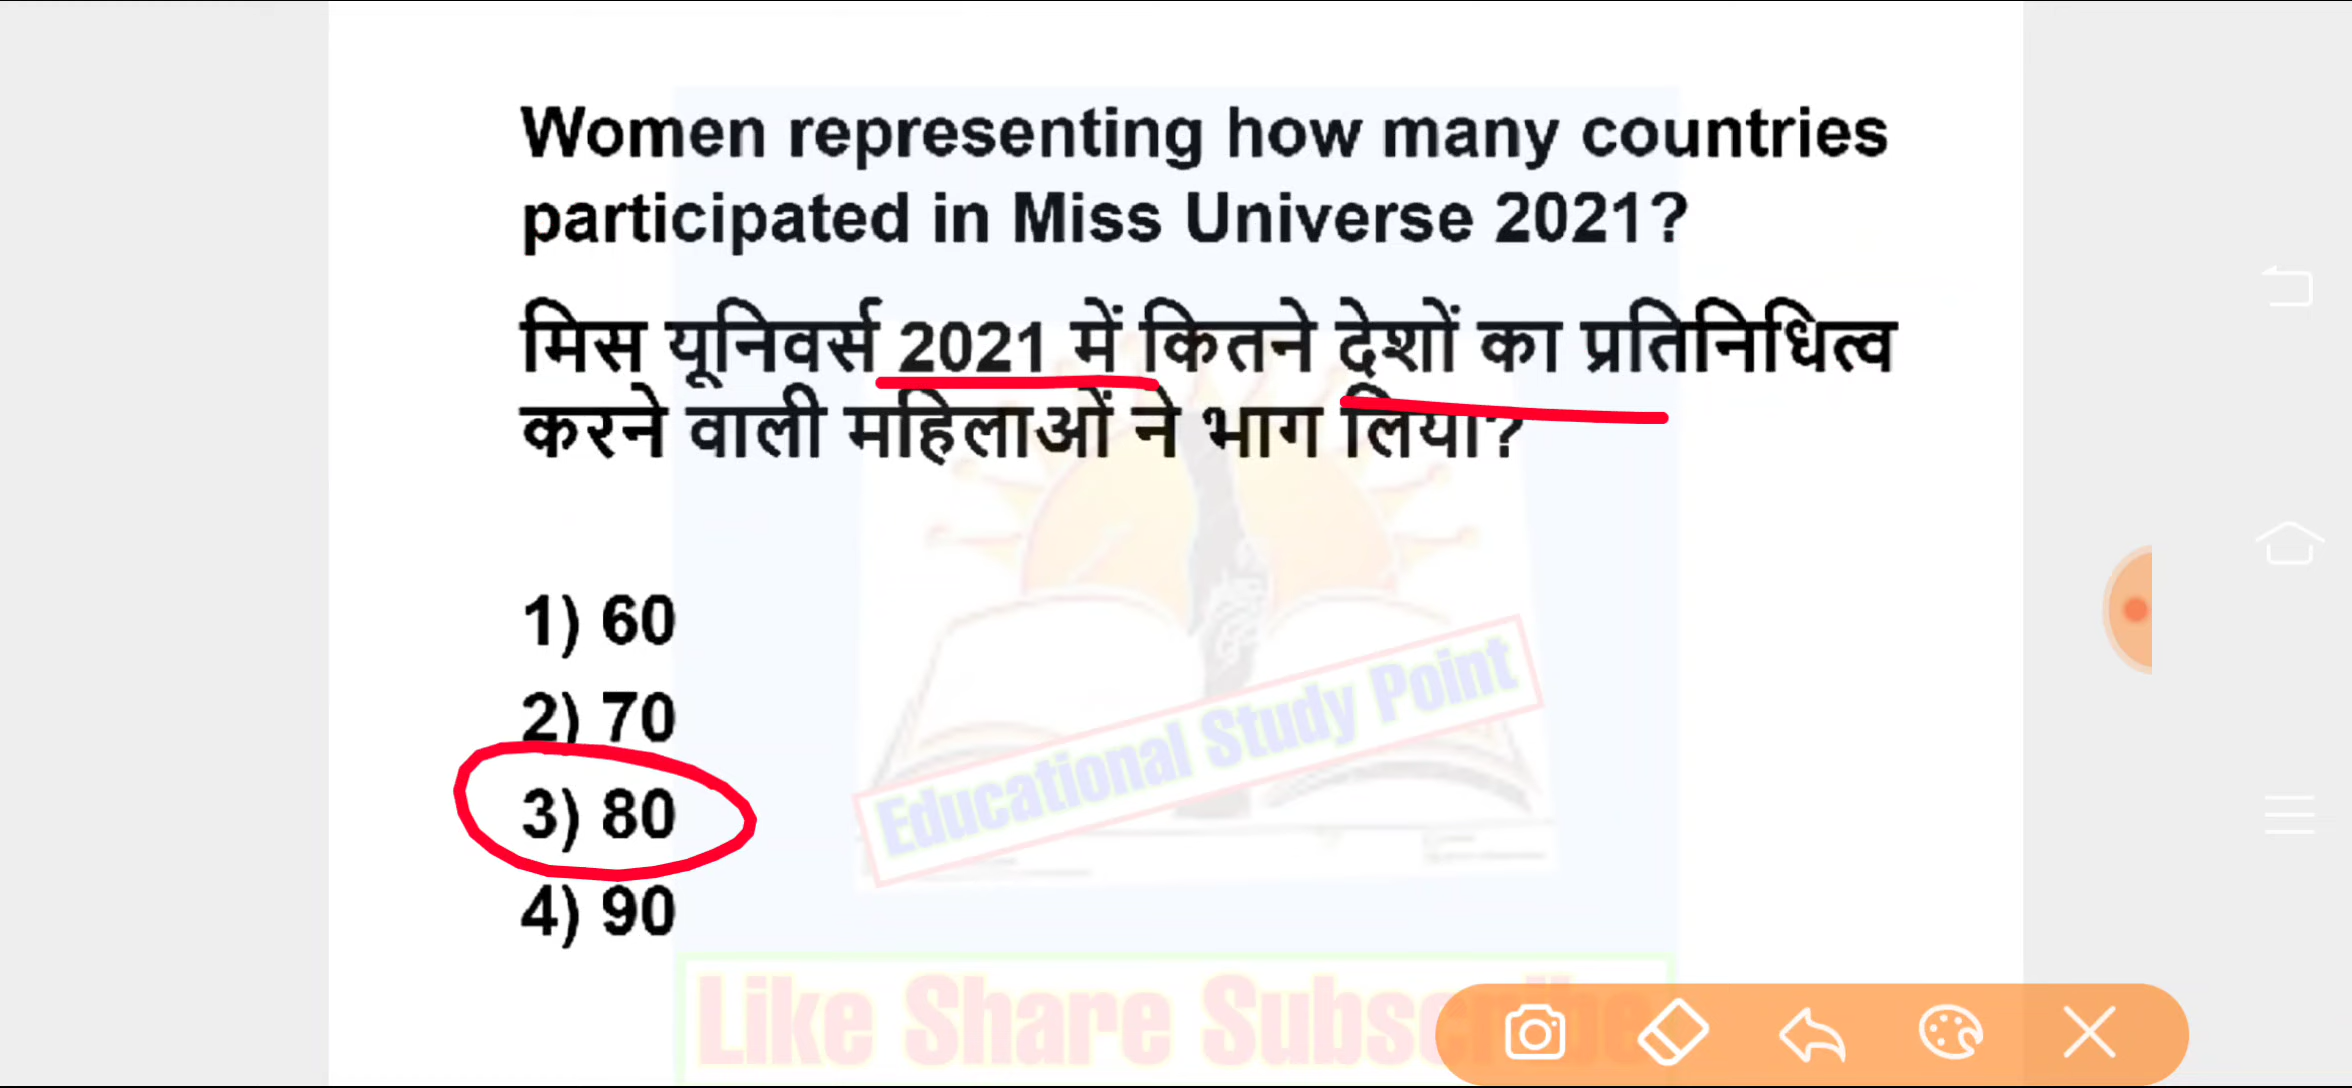 Women representing how many countries
participated in Miss Universe 2021?
मिस यूनिवर्स 2021 में कितने देशों का प्रतिनिधित्व
करने वाली महिलाओं ने भाग लिया?
1) 60
2) 70
3) 80
4) 90
Educational Study Point
Like Share Subscribe